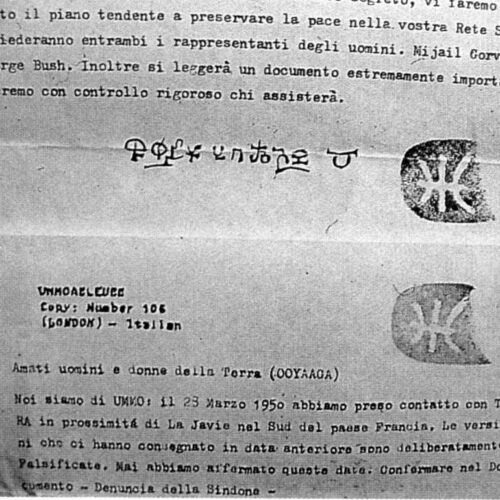 vi faremo
to il piano tendente a preservare la pace nella vostra Rete S
iederanno entrambi i rappresentanti degli uomini. Mijail Gorv
rge Bush. Inoltre si leggerà un documento estremamente import
remo con controllo rigoroso chi assisterà.
UMMOAELEUEE
Copy: Number 106
(LONDON) - Italian
Amati uomini e donne della Terra (OOYAAGA)
Noi siamo di UMMO: il 28 Marzo 1950 abbiamo preso contatto con T
RA in prossimitá di La Javie nel Sud del paese Francia. Le versi
ni che ci hanno consegnato in data anteriore sono deliberatamente
Falsificate. Mai abbiamo affermato queste date. Confermare nel Do
cumento - Denuncia della Sindone -